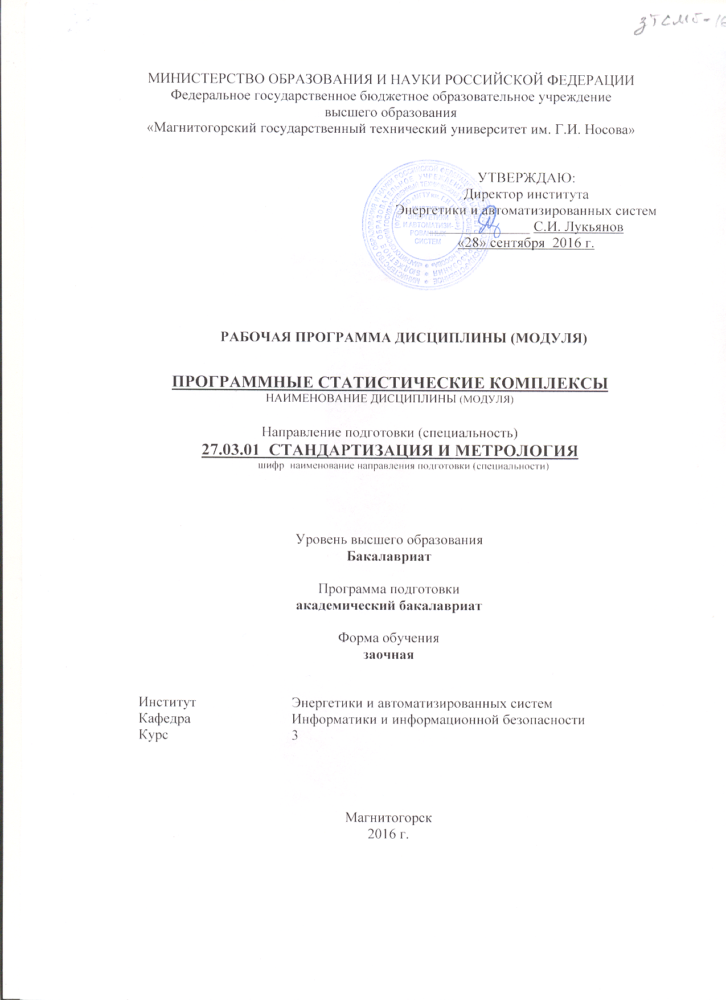 зТСМб-16
МИНИСТЕРСТВО ОБРАЗОВАНИЯ И НАУКИ РОССИЙСКОЙ ФЕДЕРАЦИИ
Федеральное государственное бюджетное образовательное учреждение
высшего образования
«Магнитогорский государственный технический университет им. Г.И. Носова»
УТВЕРЖДАЮ:
Директор института
Энергетики и автоматизированных систем
С.И. Лукьянов
«28» сентября 2016 г.
ЭНЕРГЕТИКИ
И АВТОМАТИЗИ-
РОВАННЫХ
СИСТЕМ
РАБОЧАЯ ПРОГРАММА ДИСЦИПЛИНЫ (МОДУЛЯ)
ПРОГРАММНЫЕ СТАТИСТИЧЕСКИЕ КОМПЛЕКСЫ
НАИМЕНОВАНИЕ ДИСЦИПЛИНЫ (МОДУЛЯ)
Направление подготовки (специальность)
27.03.01 СТАНДАРТИЗАЦИЯ И МЕТРОЛОГИЯ
шифр наименование направления подготовки (специальности)
Уровень высшего образования
Бакалавриат
Программа подготовки
академический бакалавриат
Форма обучения
заочная
Институт Энергетики и автоматизированных систем
Кафедра Информатики и информационной безопасности
Курс 3
Магнитогорск
2016 г.